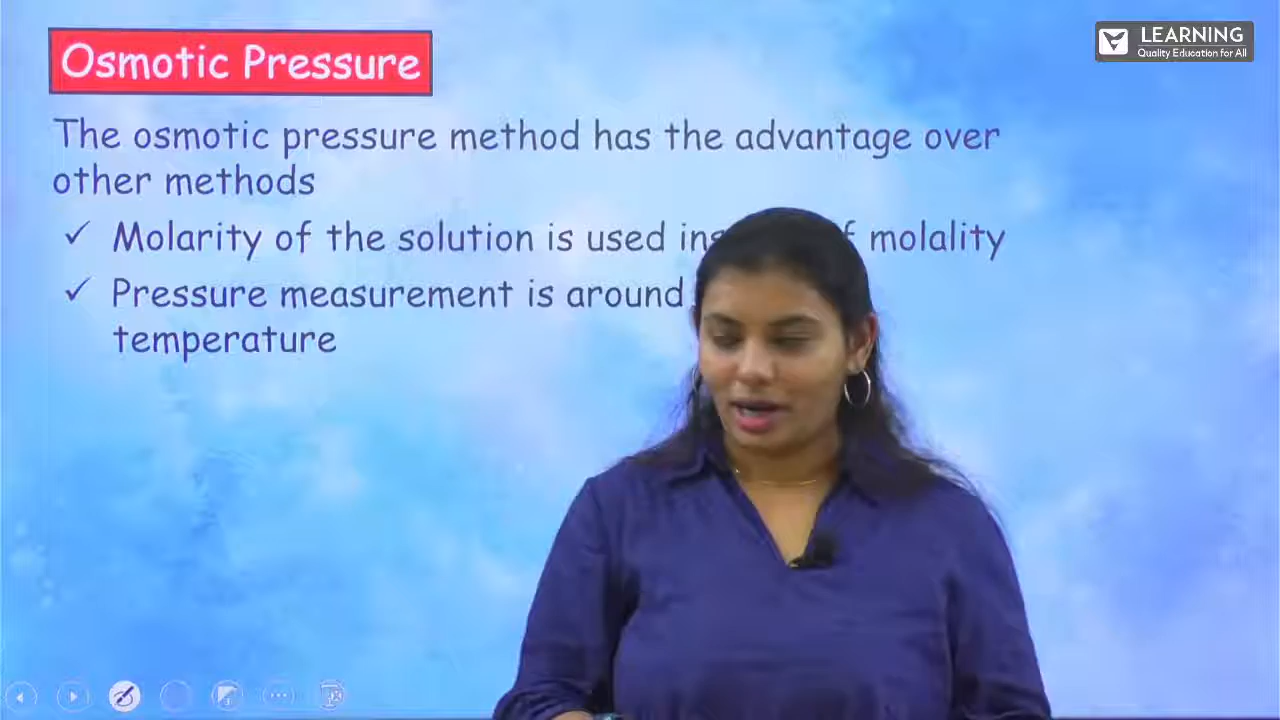 LEARNING
Quality Education for All
Osmotic Pressure
The osmotic pressure method has the advantage over
other methods
✓ Molarity of the solution is used molality
✓ Pressure measurement is around
temperature